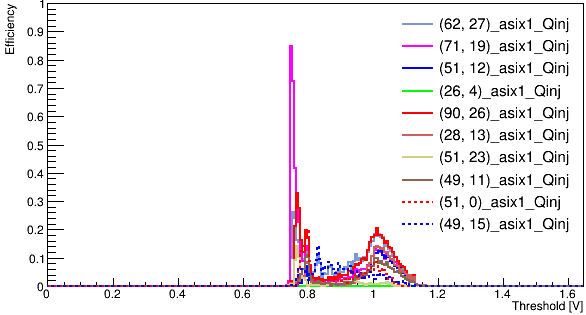 Efficiency
1
0.9
0.8
0.7
0.6
0.5
0.4
0.3
0.2
0.1
0
(62, 27)_asix1_Qinj
(71, 19)_asix1_Qinj
(51, 12)_asix1_Qinj
(26, 4)_asix1_Qinj
(90, 26)_asix1_Qinj
(28, 13)_asix1_Qinj
(51, 23)_asix1_Qinj
(49, 11)_asix1_Qinj
(51, 0)_asix1_Qinj
(49, 15)_asix1_Qinj
0 0.2 0.4 0.6 0.8 1 1.2 1.4 1.6
Threshold [V]